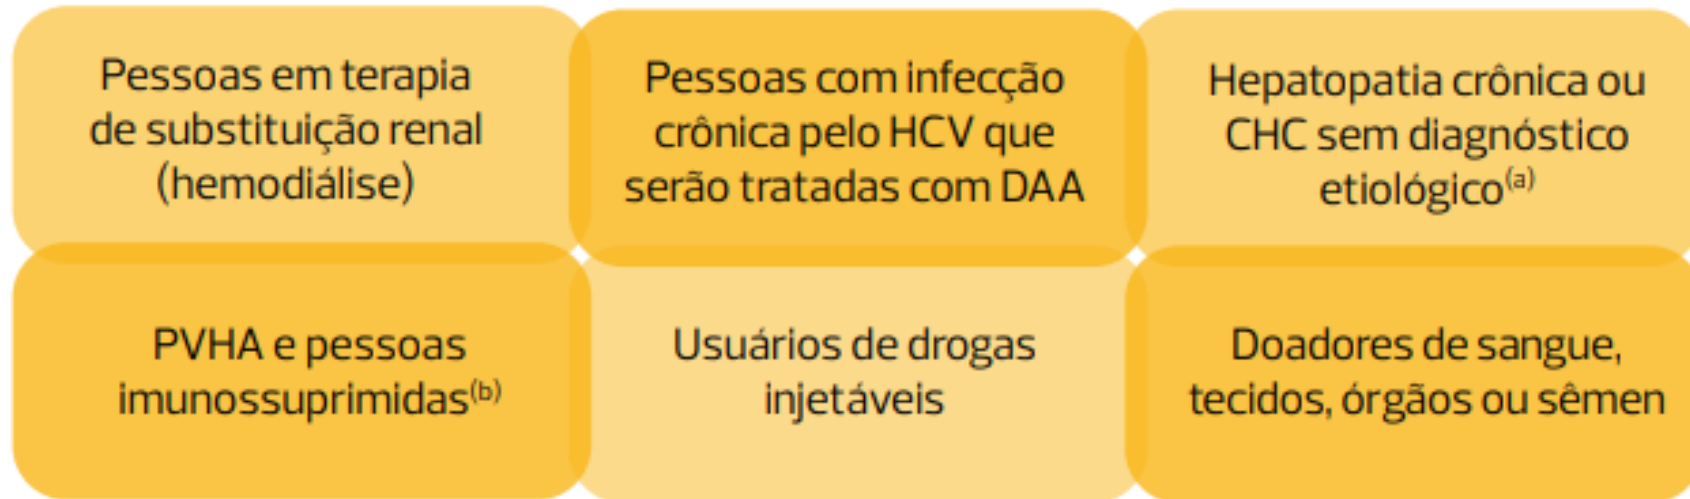 Pessoas em terapia
de substituição renal
(hemodiálise)
Pessoas com infecção
crônica pelo HCV que
serão tratadas com DAA
Hepatopatia crônica ou
CHC sem diagnóstico
etiológico(a)
PVHA e pessoas
imunossuprimidas(b)
Usuários de drogas
injetáveis
Doadores de sangue,
tecidos, órgãos ou sêmen